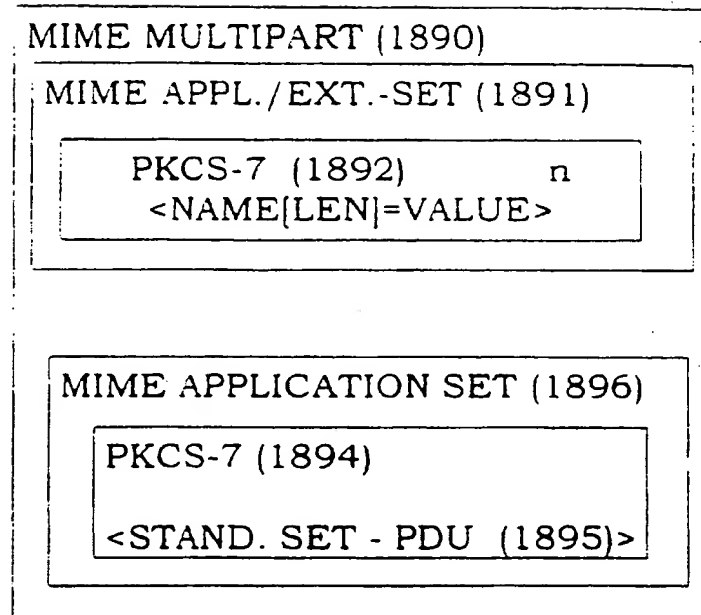 MIME MULTIPART (1890)
MIME APPL./EXT.-SET (1891)
PKCS-7 (1892) n
<NAME[LEN]=VALUE>
MIME APPLICATION SET (1896)
PKCS-7 (1894)
<STAND. SET - PDU (1895)>